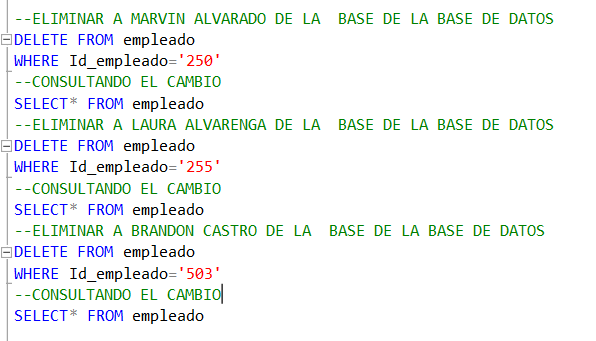 --ELIMINAR A MARVIN ALVARADO DE LA  BASE DE LA BASE DE DATOS
DELETE FROM empleado
WHERE Id_empleado='250'
--CONSULTANDO EL CAMBIO
SELECT* FROM empleado
--ELIMINAR A LAURA ALVARENGA DE LA  BASE DE LA BASE DE DATOS
DELETE FROM empleado
WHERE Id_empleado='255'
--CONSULTANDO EL CAMBIO
SELECT* FROM empleado
--ELIMINAR A BRANDON CASTRO DE LA  BASE DE LA BASE DE DATOS
DELETE FROM empleado
WHERE Id_empleado='503'
--CONSULTANDO EL CAMBIO
SELECT* FROM empleado